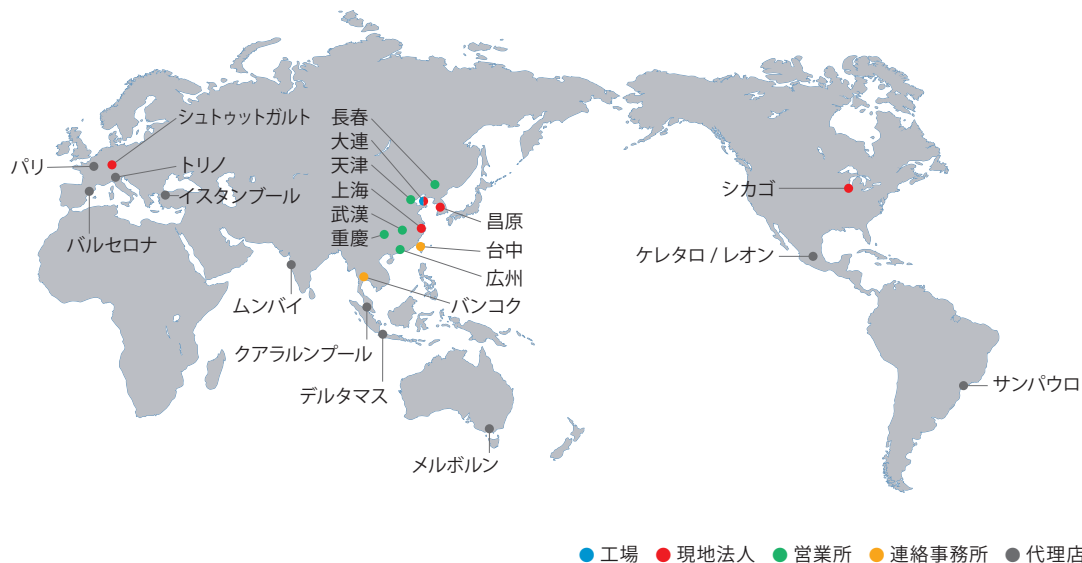 シュトゥットガルト
パリ
トリノ
イスタンブール
バルセロナ
長春
大連
天津
上海
武漢
重慶
昌原
台中
広州
バンコク
ムンバイ
クアラルンプール
デルタマス
メルボルン
シカゴ
ケレタロ / レオン
サンパウロ
工場 現地法人 営業所 連絡事務所 代理店